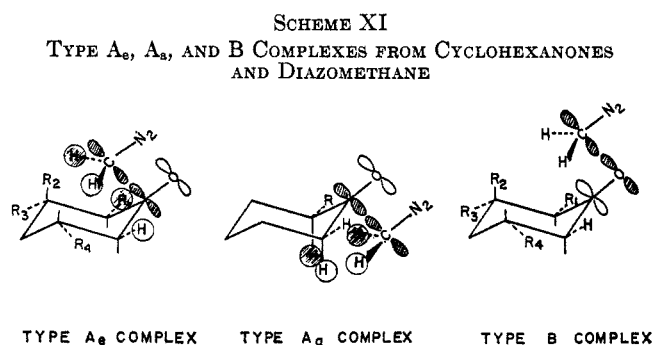 SCHEME XI
TYPE Ae, Aa, AND B COMPLEXES FROM CYCLOHEXANONES
AND DIAZOMETHANE
N2
H
C
H
O
R2
R
R3
R4
H
O
R
N2
H
H
C
H
H
H
N2
H
C
H
O
R2
R1
R3
R4
H
TYPE Ae COMPLEX
TYPE Aa COMPLEX
TYPE B COMPLEX